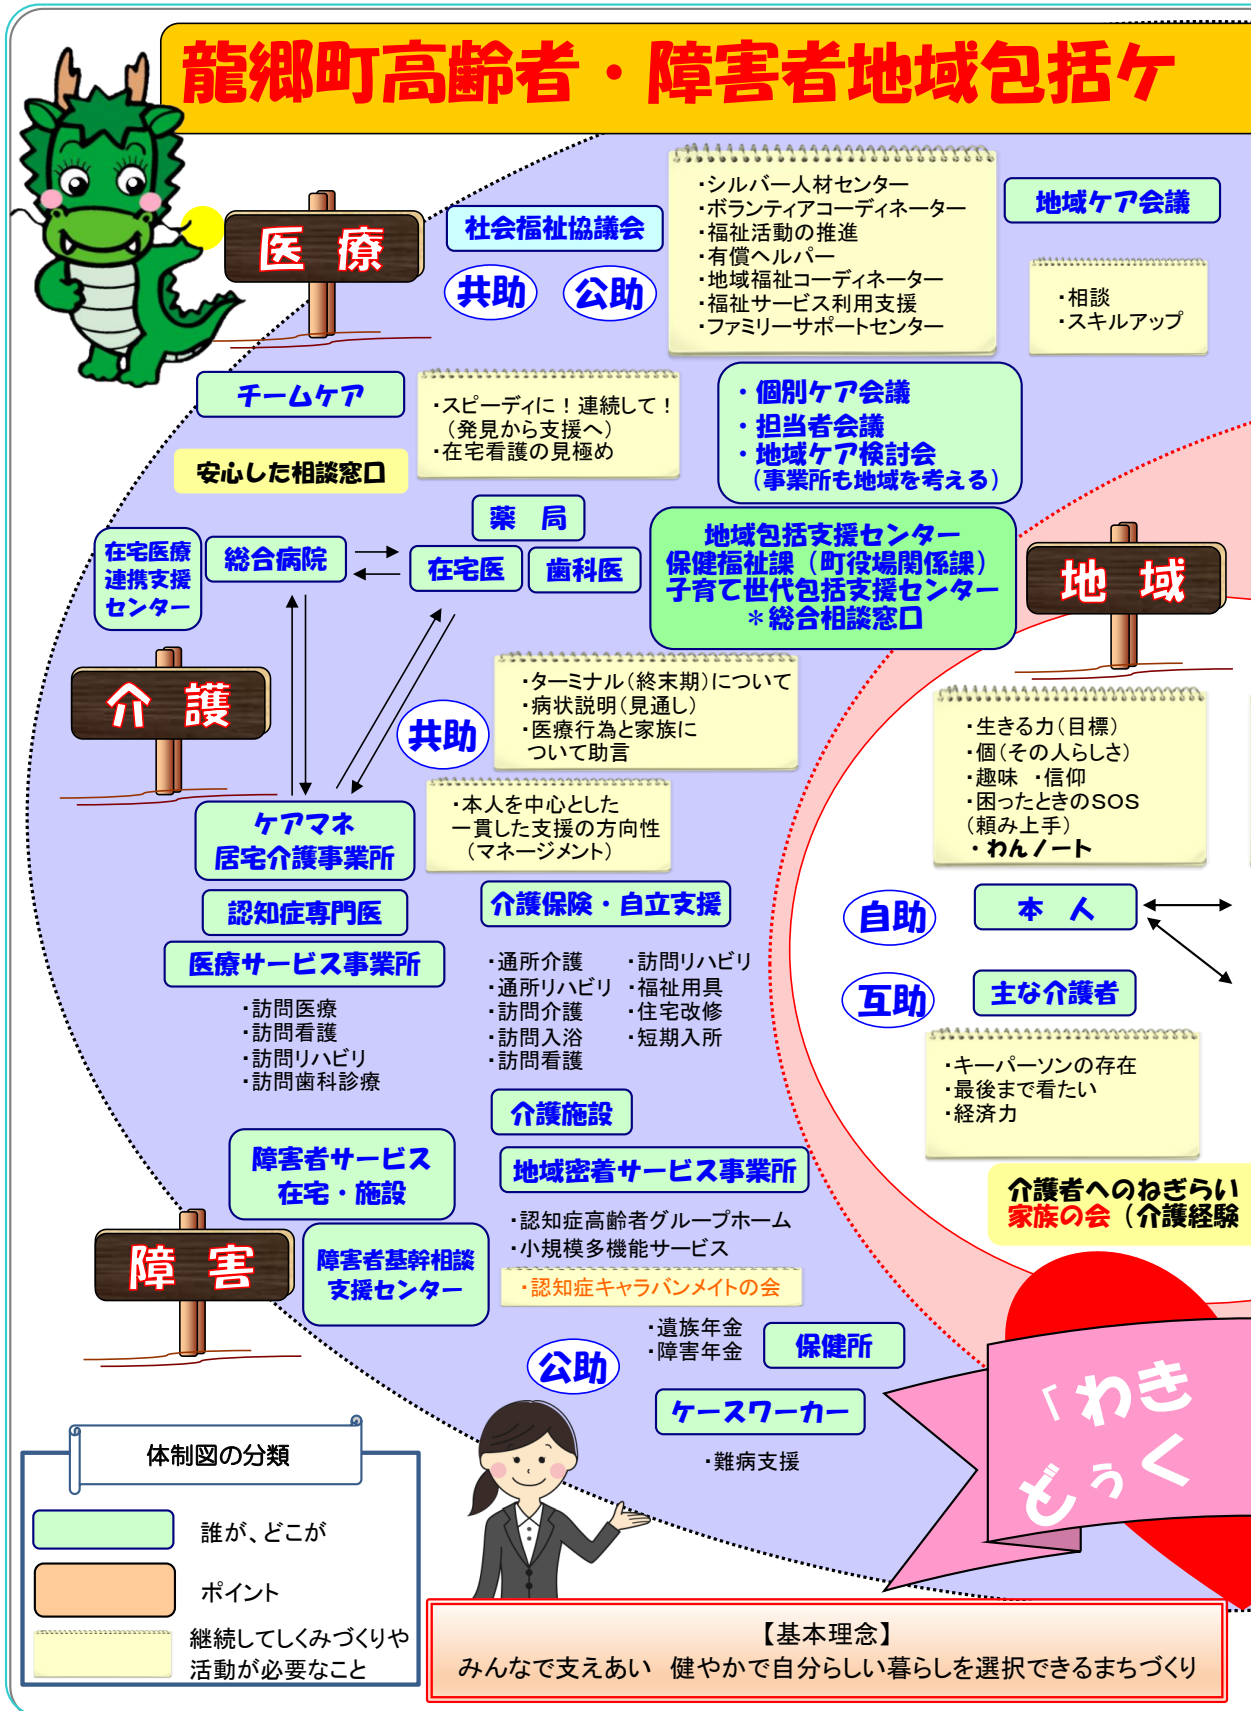 龍郷町高齢者・障害者地域包括ケ
医 療
社会福祉協議会
共助 公助
・シルバー人材センター
・ボランティアコーディネーター
・福祉活動の推進
・有償ヘルパー
・地域福祉コーディネーター
・福祉サービス利用支援
・ファミリーサポートセンター
地域ケア会議
・相談
・スキルアップ
チームケア
・スピーディに！連続して！
（発見から支援へ）
・在宅看護の見極め
安心した相談窓口
・個別ケア会議
・担当者会議
・地域ケア検討会
（事業所も地域を考える）
薬 局
在宅医療
連携支援
センター
総合病院
在宅医
歯科医
地域包括支援センター
保健福祉課（町役場関係課）
子育て世代包括支援センター
＊総合相談窓口
地 域
介 護
共助
・ターミナル（終末期）について
・病状説明（見通し）
・医療行為と家族に
ついて助言
・本人を中心とした
一貫した支援の方向性
（マネージメント）
・生きる力（目標）
・個（その人らしさ）
・趣味 ・信仰
・困ったときのSOS
（頼み上手）
・わんノート
ケアマネ
居宅介護事業所
認知症専門医
医療サービス事業所
・訪問医療
・訪問看護
・訪問リハビリ
・訪問歯科診療
介護保険・自立支援
・通所介護 ・訪問リハビリ
・通所リハビリ ・福祉用具
・訪問介護 ・住宅改修
・訪問入浴 ・短期入所
・訪問看護
自助
本 人
互助
主な介護者
・キーパーソンの存在
・最後まで看たい
・経済力
介護施設
地域密着サービス事業所
・認知症高齢者グループホーム
・小規模多機能サービス
・認知症キャラバンメイトの会
障害者サービス
在宅・施設
障 害
障害者基幹相談
支援センター
介護者へのねぎらい
家族の会（介護経験
・遺族年金
・障害年金
保健所
公助
ケースワーカー
・難病支援
「わき
どぅく
体制図の分類
誰が、どこが
ポイント
継続してしくみづくりや
活動が必要なこと
【基本理念】
みんなで支えあい 健やかで自分らしい暮らしを選択できるまちづくり